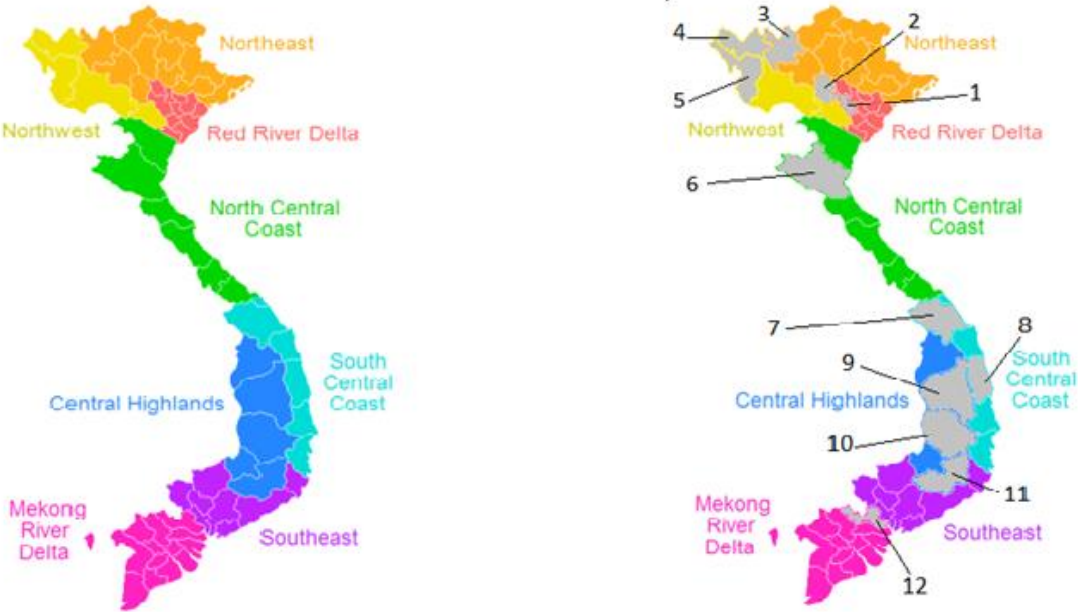 Northeast
Northwest
Red River Delta
North Central
Coast
South
Central
Coast
Central Highlands
Mekong
River
Delta
Southeast
4
3
2
Northeast
5
1
Northwest
Red River Delta
6
North Central
Coast
7
8
9
South
Central
Coast
Central Highlands
10
11
Mekong
River
Delta
Southeast
12